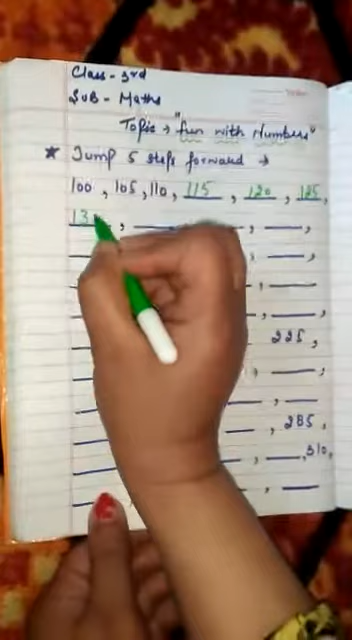 Class - 3rd
Sub - Maths
Topic → "fun with Numbers"
* Jump 5 steps forward →
100, 105, 110, 115, 120, 125,
13
225,
285,
310,